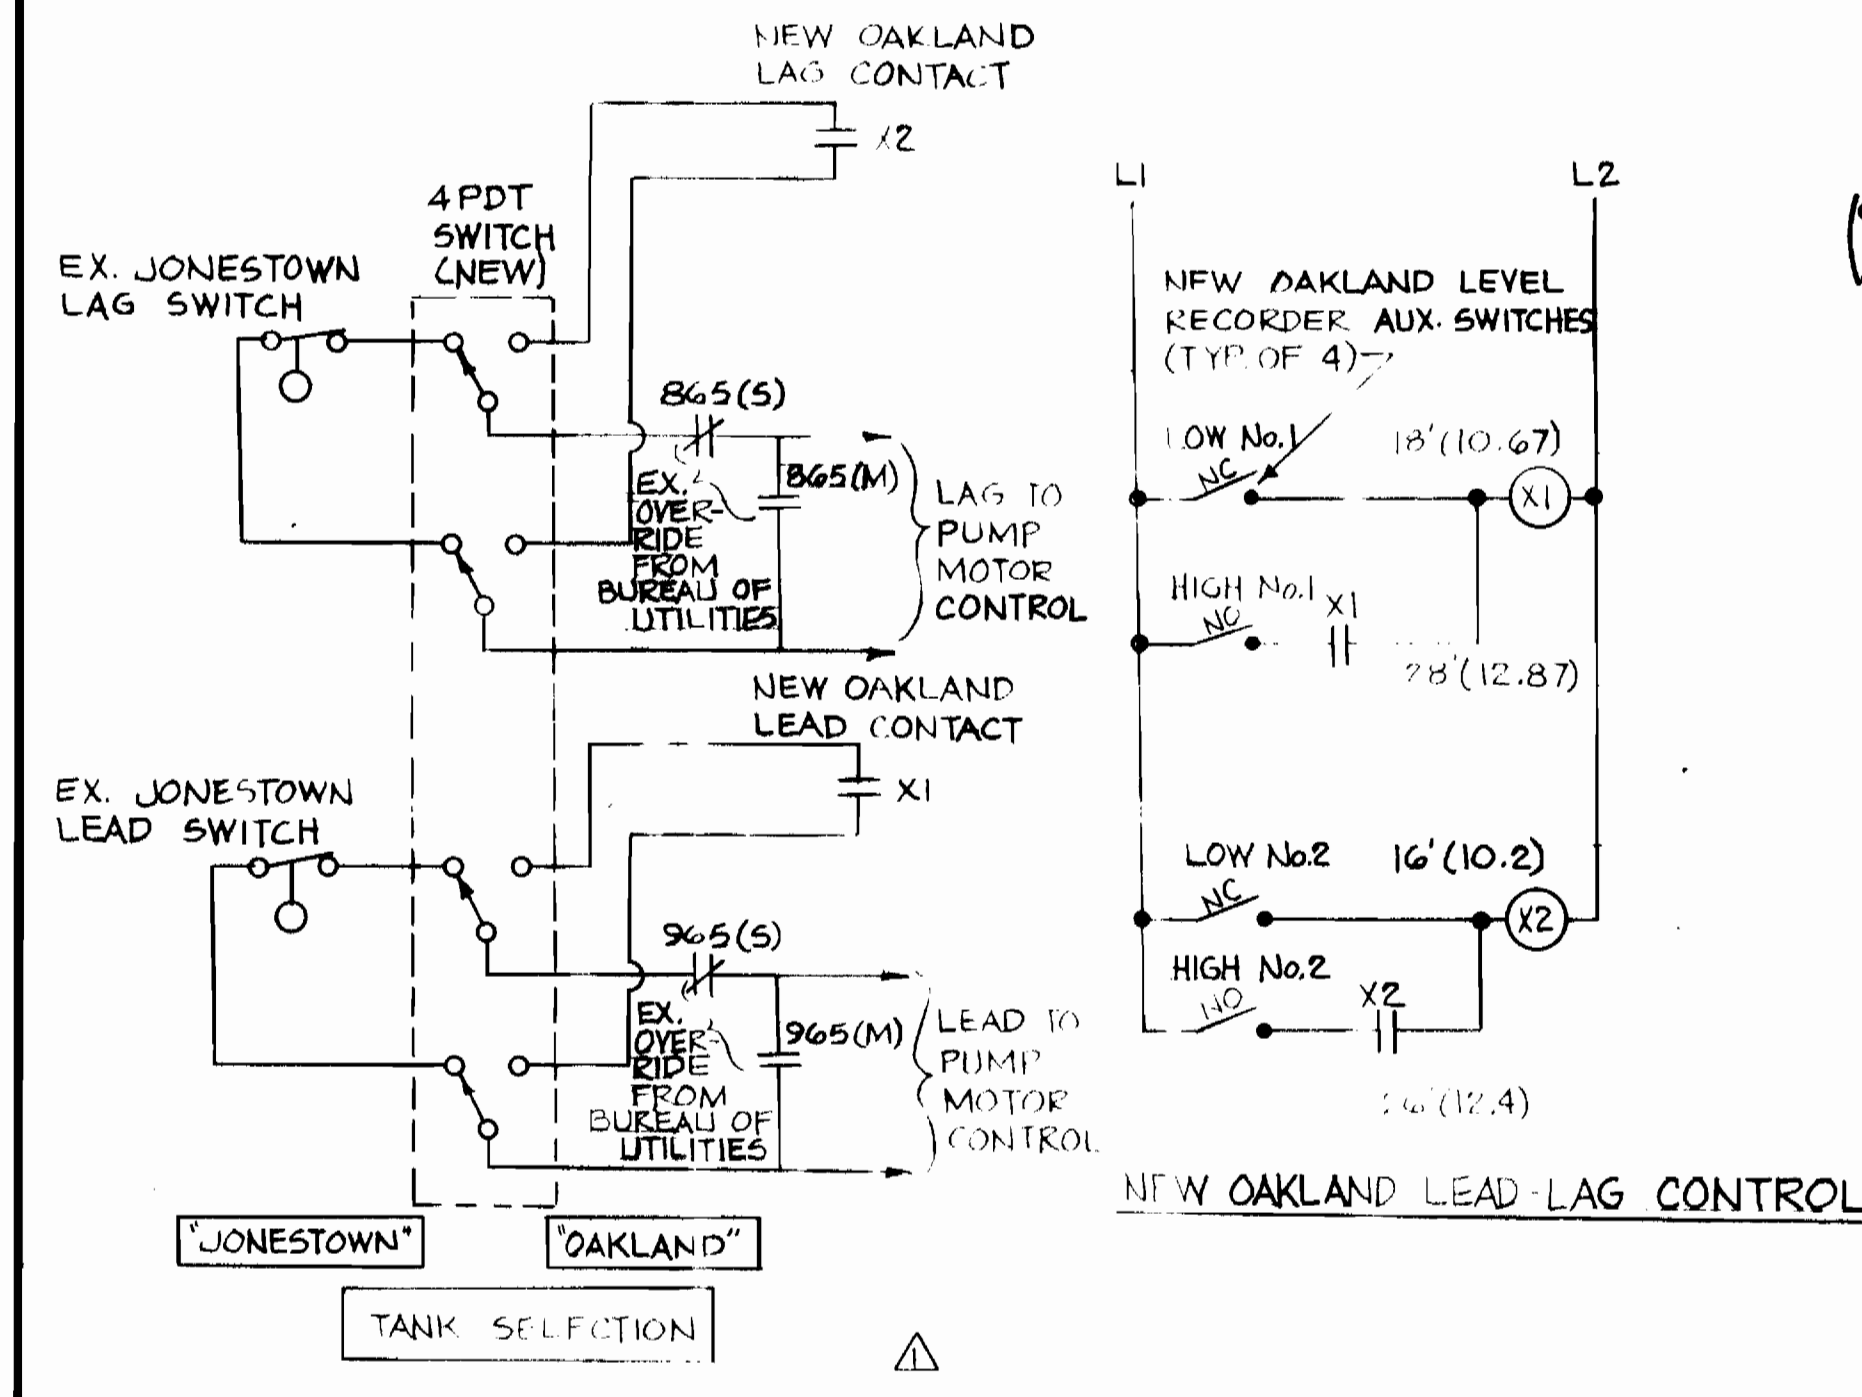 NEW OAKLAND
LAG CONTACT
X2
4PDT
SWITCH
(NEW)
EX. JONESTOWN
LAG SWITCH
865(S)
865(M)
EX.
OVER-
RIDE
FROM
BUREAU OF
UTILITIES
LAG TO
PUMP
MOTOR
CONTROL
NEW OAKLAND
LEAD CONTACT
X1
EX. JONESTOWN
LEAD SWITCH
965(S)
965(M)
EX.
OVER-
RIDE
FROM
BUREAU OF
UTILITIES
LEAD TO
PUMP
MOTOR
CONTROL
"JONESTOWN"
"OAKLAND"
TANK SELECTION
1
L1
L2
NEW OAKLAND LEVEL
RECORDER AUX. SWITCHES
(TYP. OF 4)
LOW No.1
18'(10.67)
NC
X1
HIGH No.1
X1
NO
28'(12.87)
LOW No.2
16'(10.2)
NC
X2
HIGH No.2
NO
X2
26'(12.4)
NEW OAKLAND LEAD-LAG CONTROL